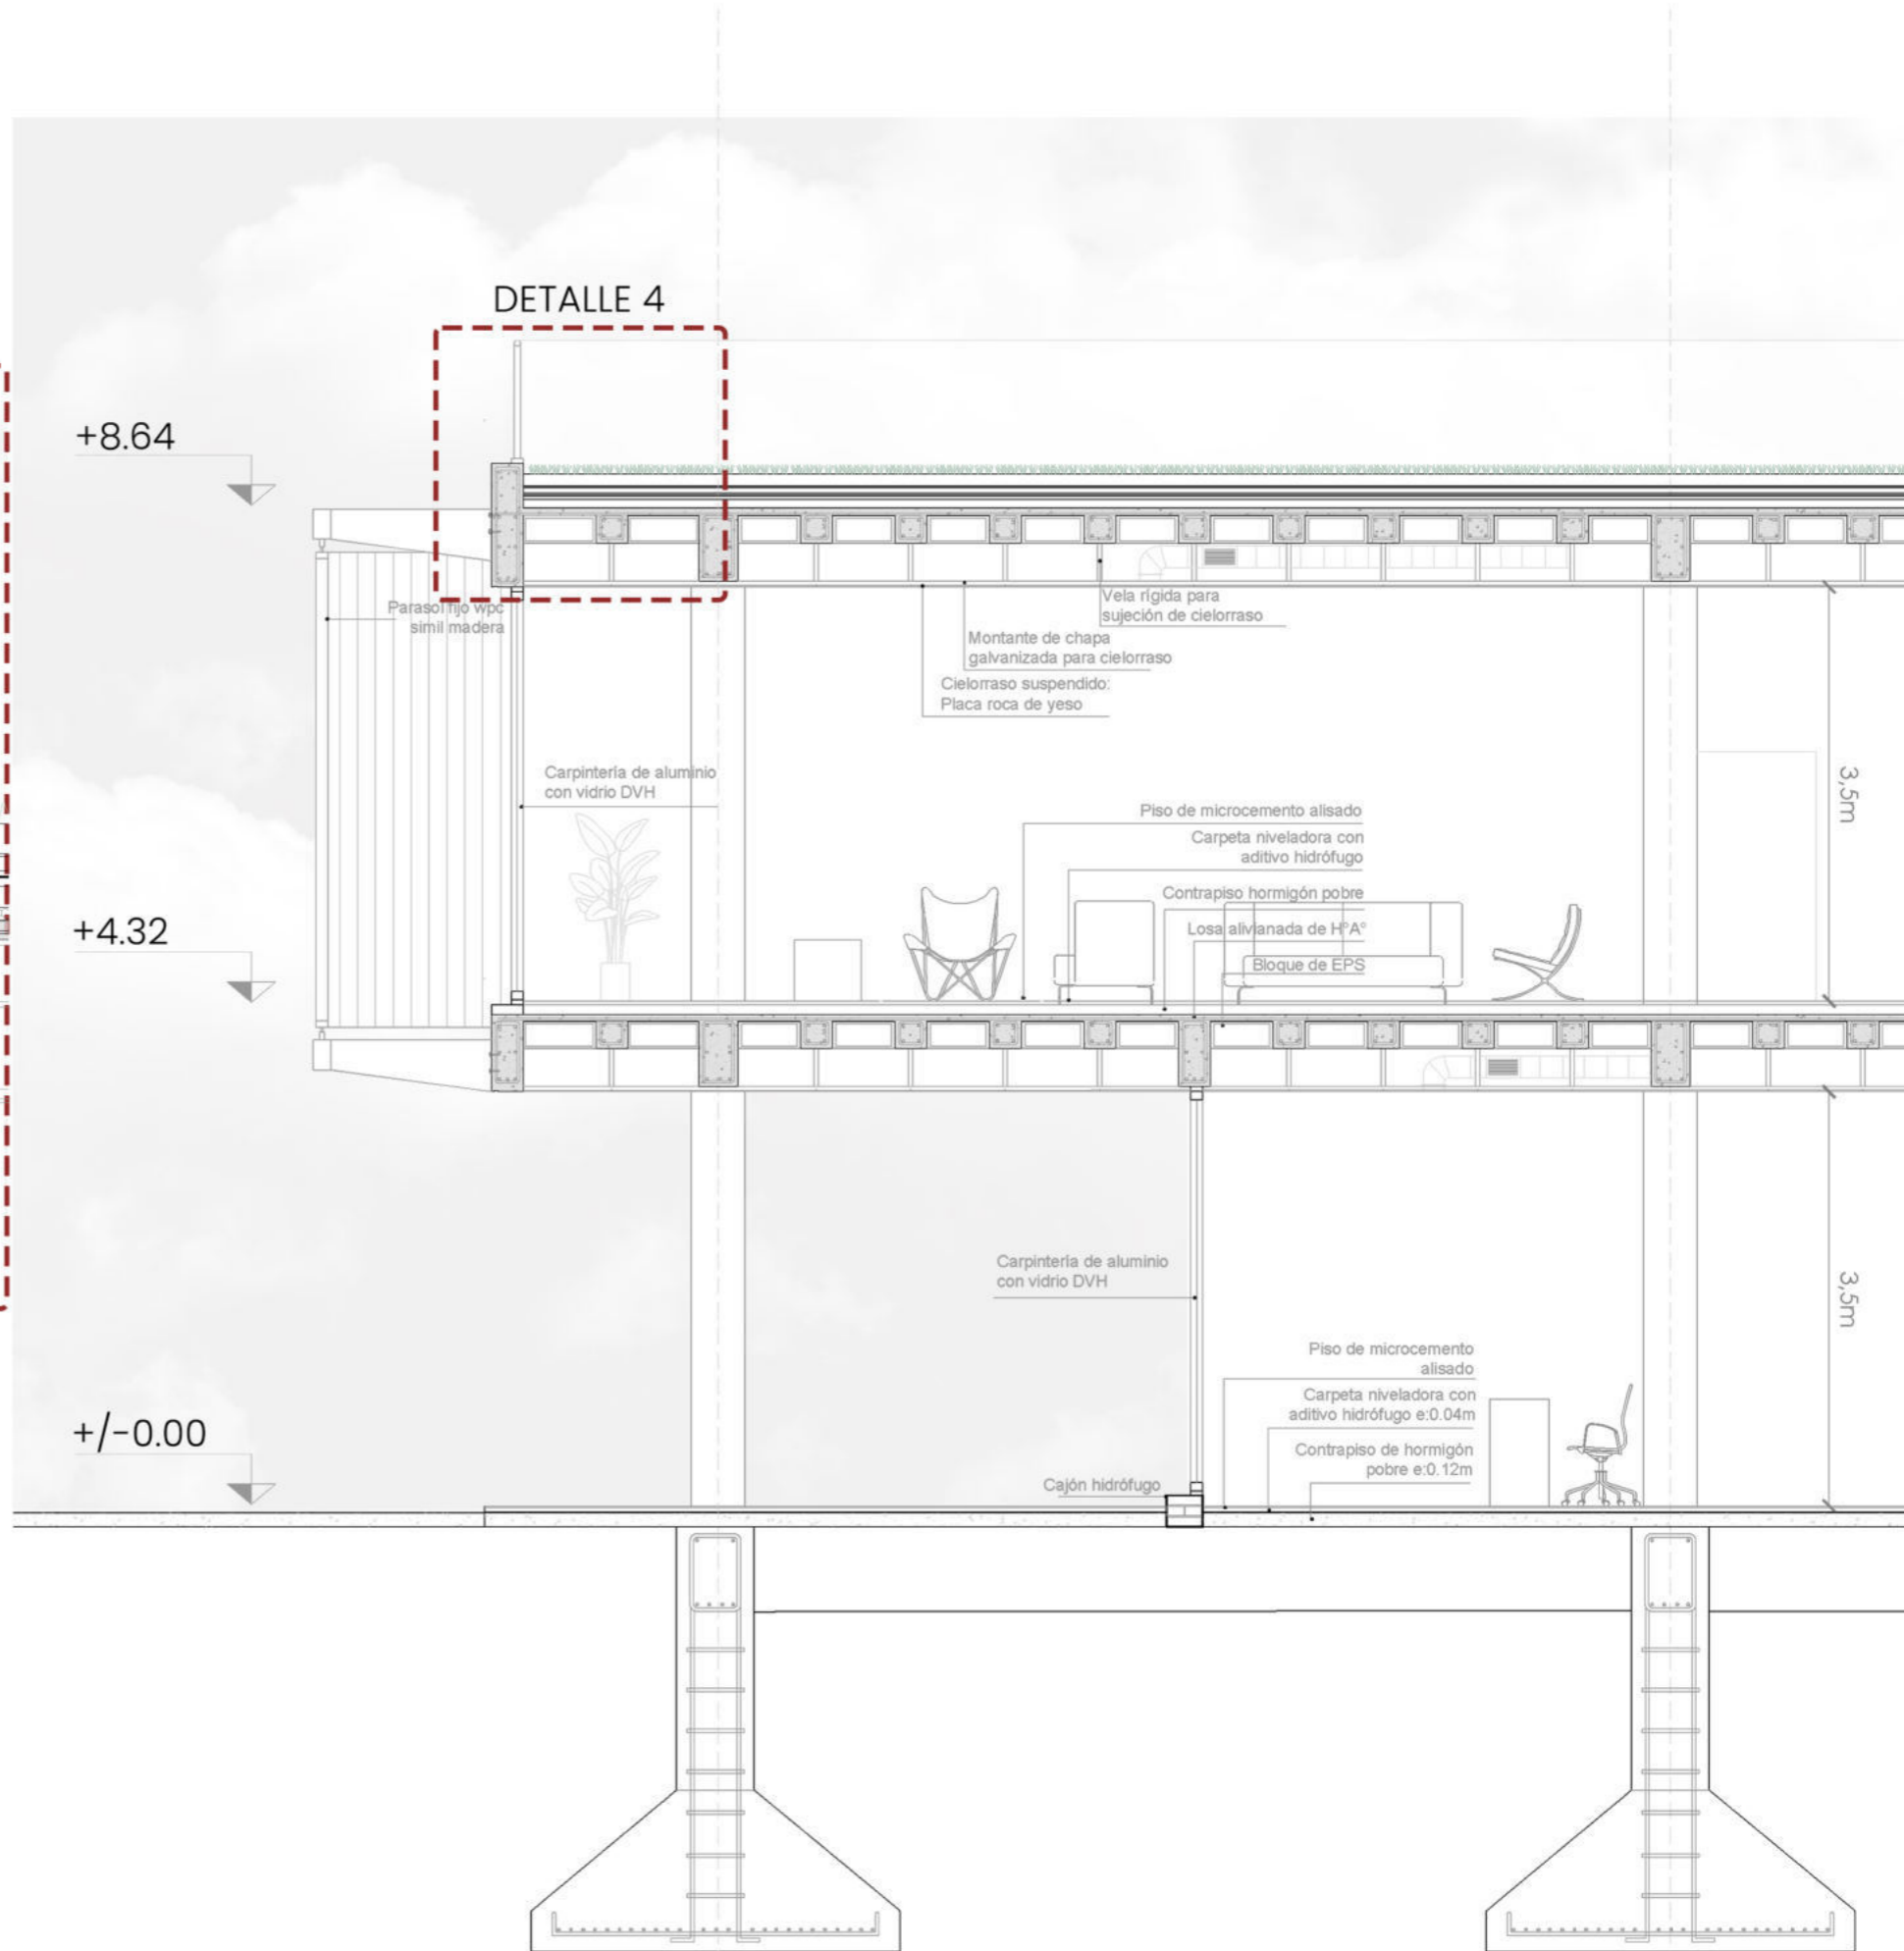 DETALLE 4
+8.64
Parasol fijo wpc
simil madera
Vela rígida para
sujeción de cielorraso
Montante de chapa
galvanizada para cielorraso
Cielorraso suspendido:
Placa roca de yeso
Carpintería de aluminio
con vidrio DVH
3,5m
Piso de microcemento alisado
Carpeta niveladora con
aditivo hidrófugo
Contrapiso hormigón pobre
Losa alivianada de H°A°
Bloque de EPS
+4.32
Carpintería de aluminio
con vidrio DVH
3,5m
Piso de microcemento
alisado
Carpeta niveladora con
aditivo hidrófugo e:0.04m
Contrapiso de hormigón
pobre e:0.12m
Cajón hidrófugo
+/-0.00